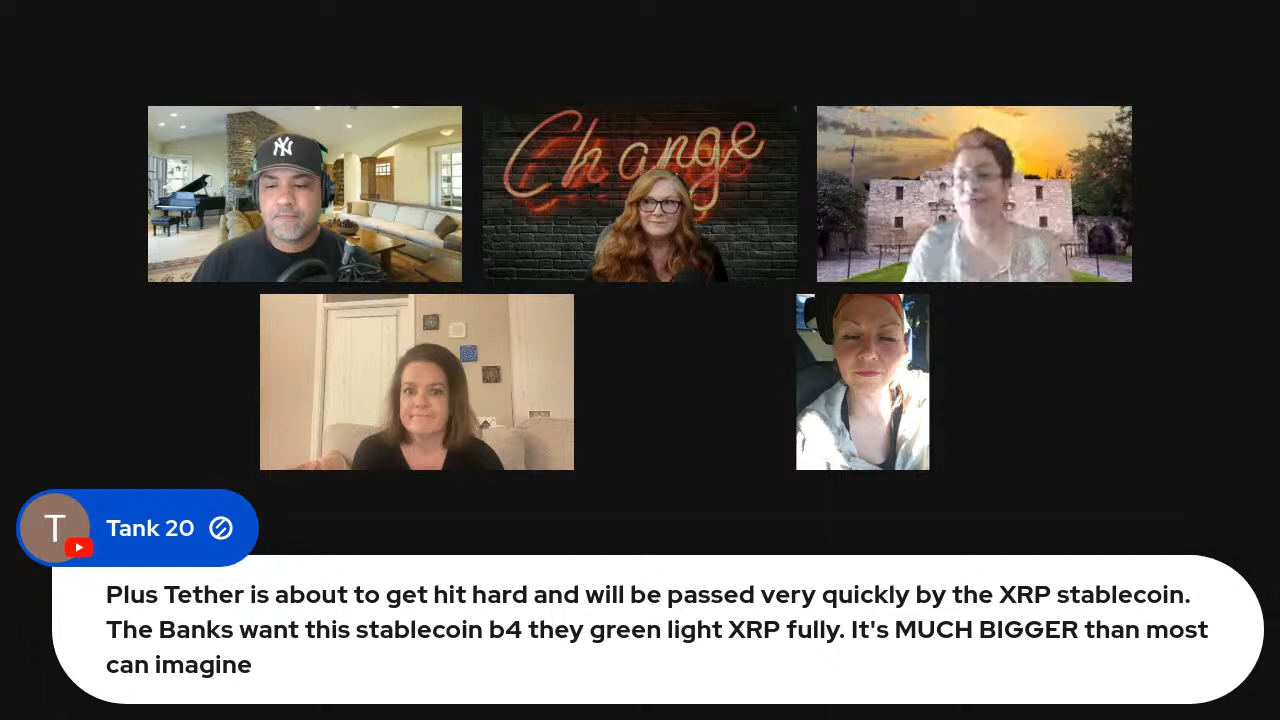 NY
Change
T
Tank 20
Plus Tether is about to get hit hard and will be passed very quickly by the XRP stablecoin.
The Banks want this stablecoin b4 they green light XRP fully. It's MUCH BIGGER than most
can imagine